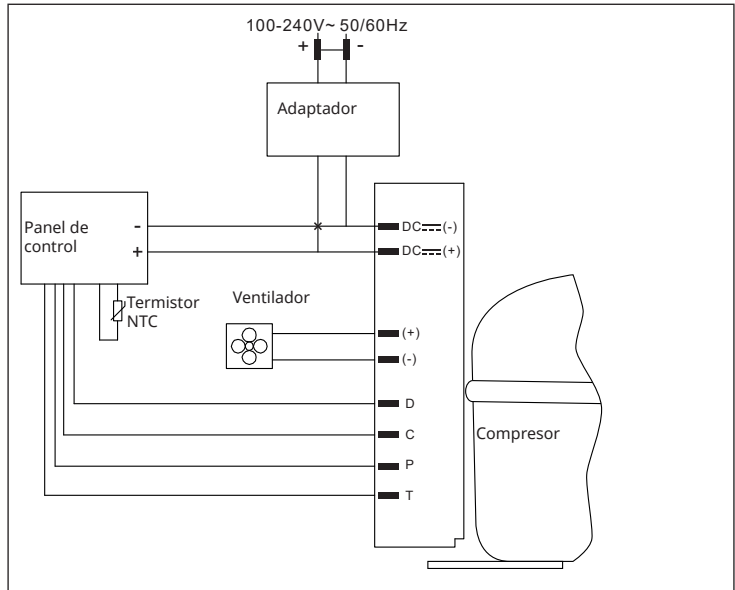 100-240V~ 50/60Hz
+ -
Adaptador
Panel de
control
-
+
DC⎓(-)
DC⎓(+)
Termistor
NTC
Ventilador
(+)
(-)
D
C
P
T
Compresor